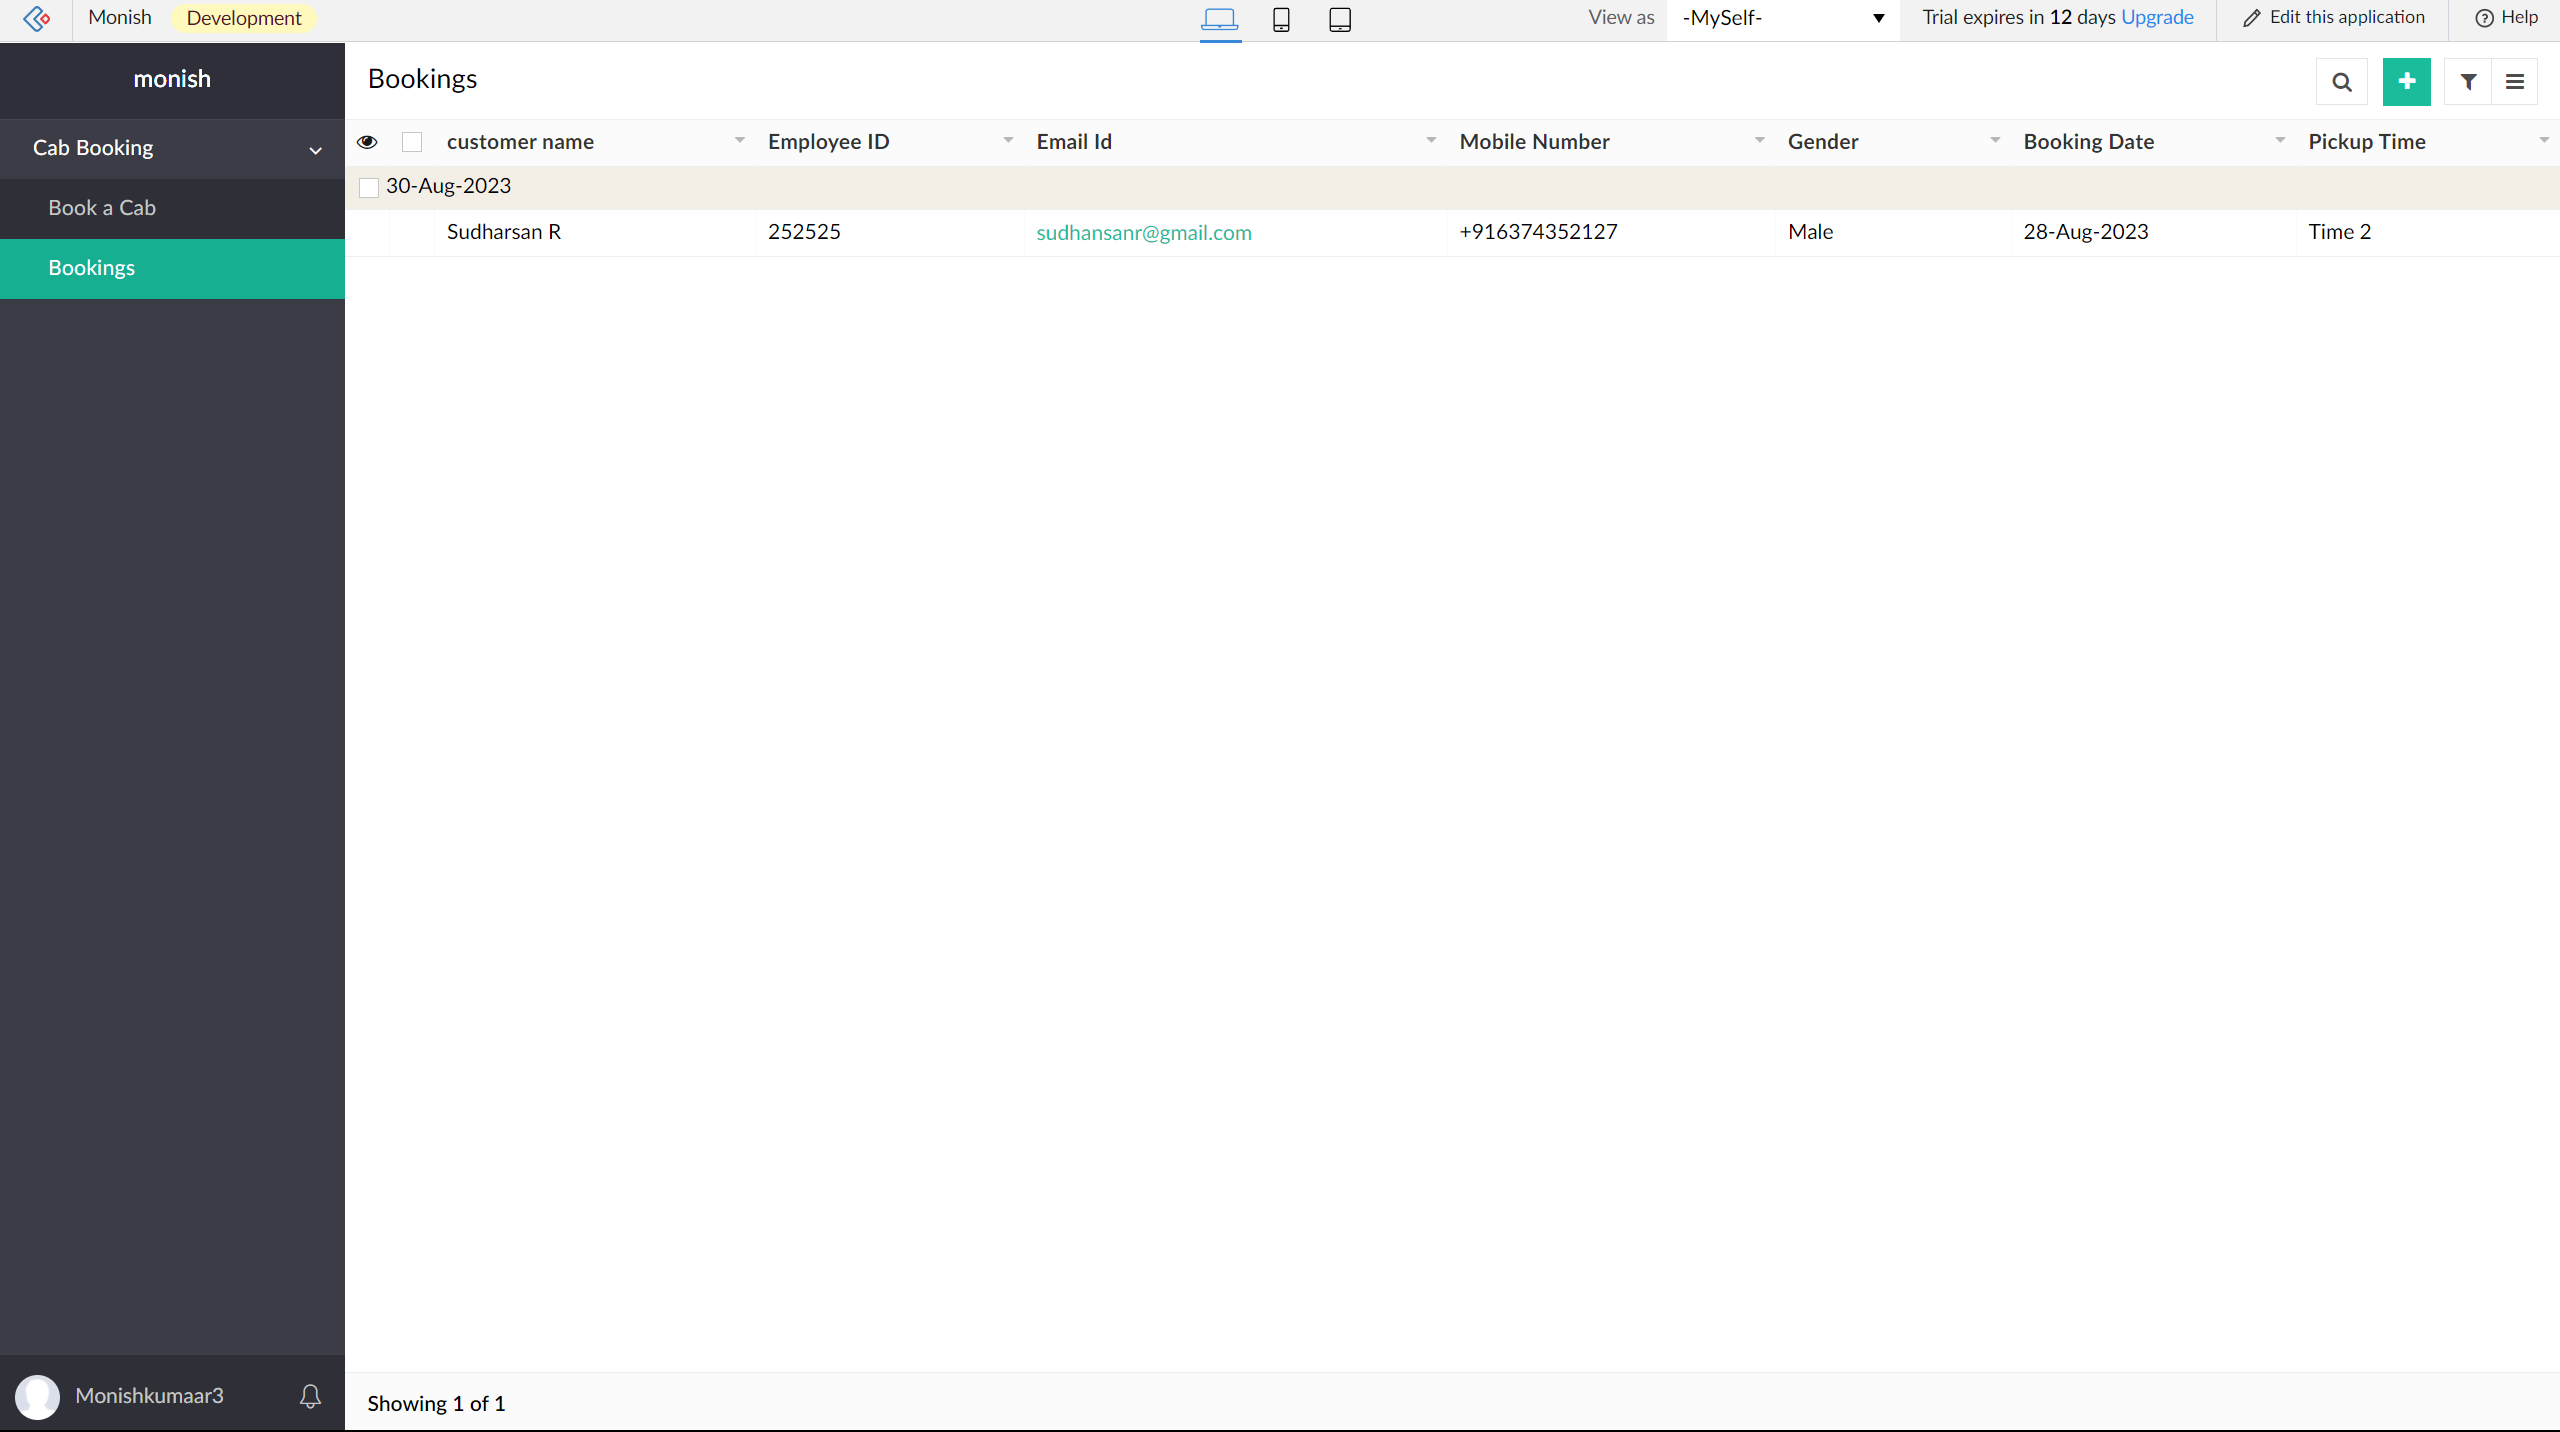 Monish Development View as -MySelf- Trial expires in 12 days Upgrade Edit this application Help
monish
Cab Booking
Book a Cab
Bookings
Bookings
customer name Employee ID Email Id Mobile Number Gender Booking Date Pickup Time
30-Aug-2023
Sudharsan R 252525 sudhansanr@gmail.com +916374352127 Male 28-Aug-2023 Time 2
Monishkumaar3
Showing 1 of 1